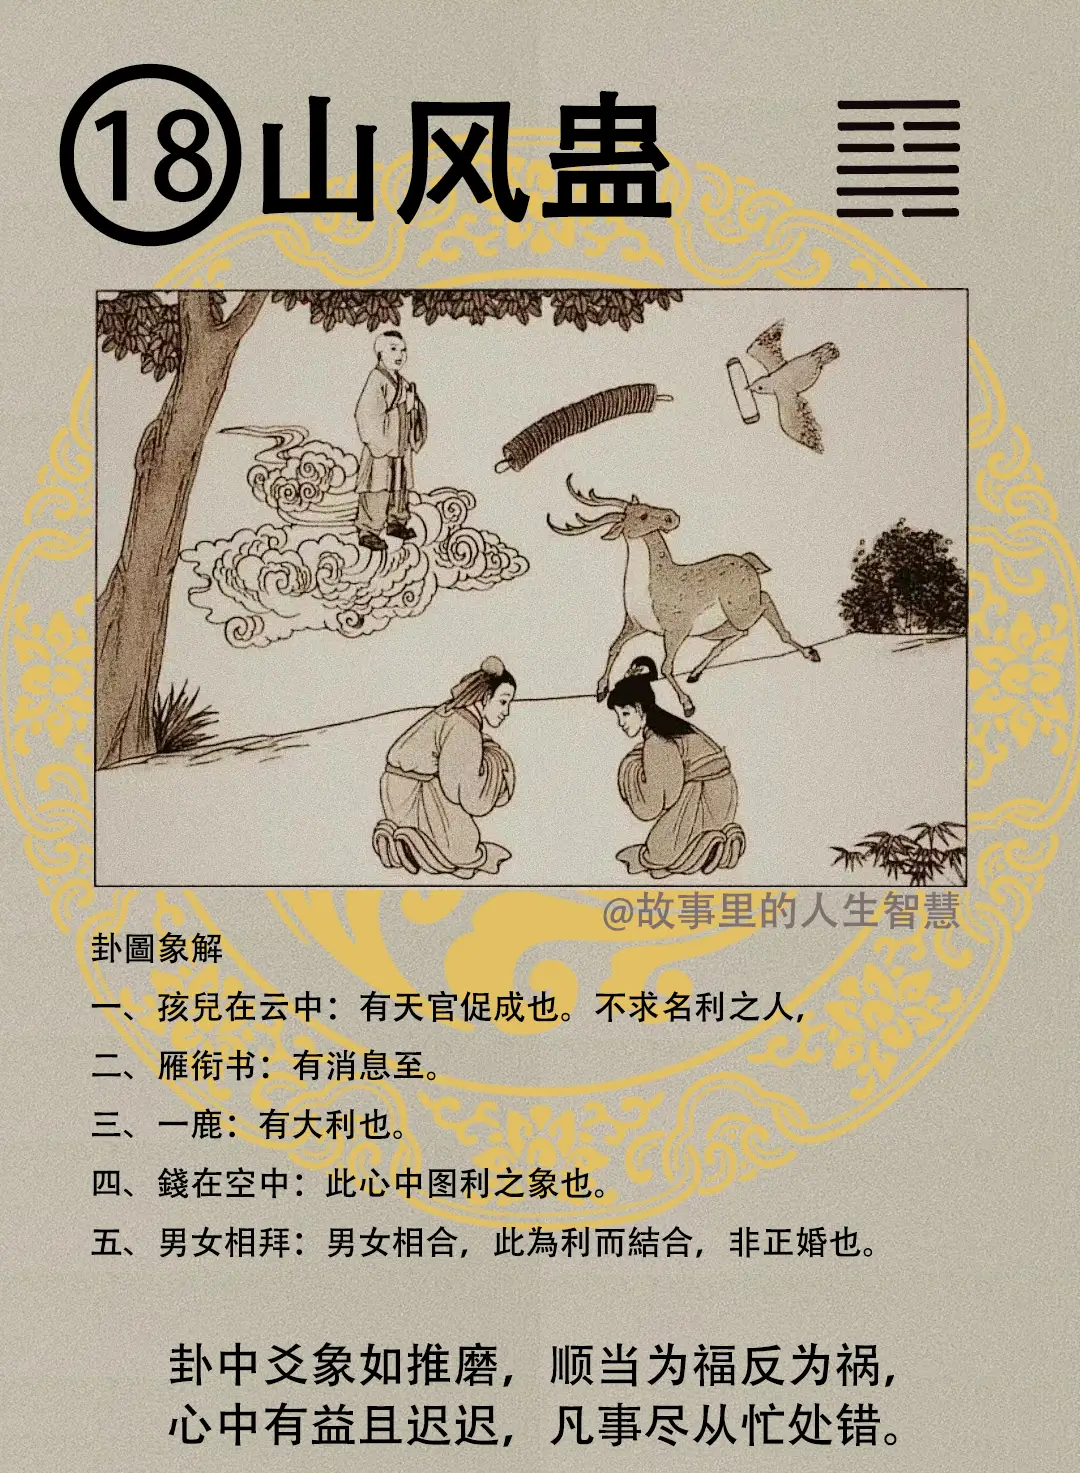 18 山风蛊
@故事里的人生智慧
卦圖象解
一、孩兒在云中：有天官促成也。不求名利之人，
二、雁衔书：有消息至。
三、一鹿：有大利也。
四、錢在空中：此心中图利之象也。
五、男女相拜：男女相合，此為利而結合，非正婚也。
卦中爻象如推磨，顺当为福反为祸，
心中有益且迟迟，凡事尽从忙处错。